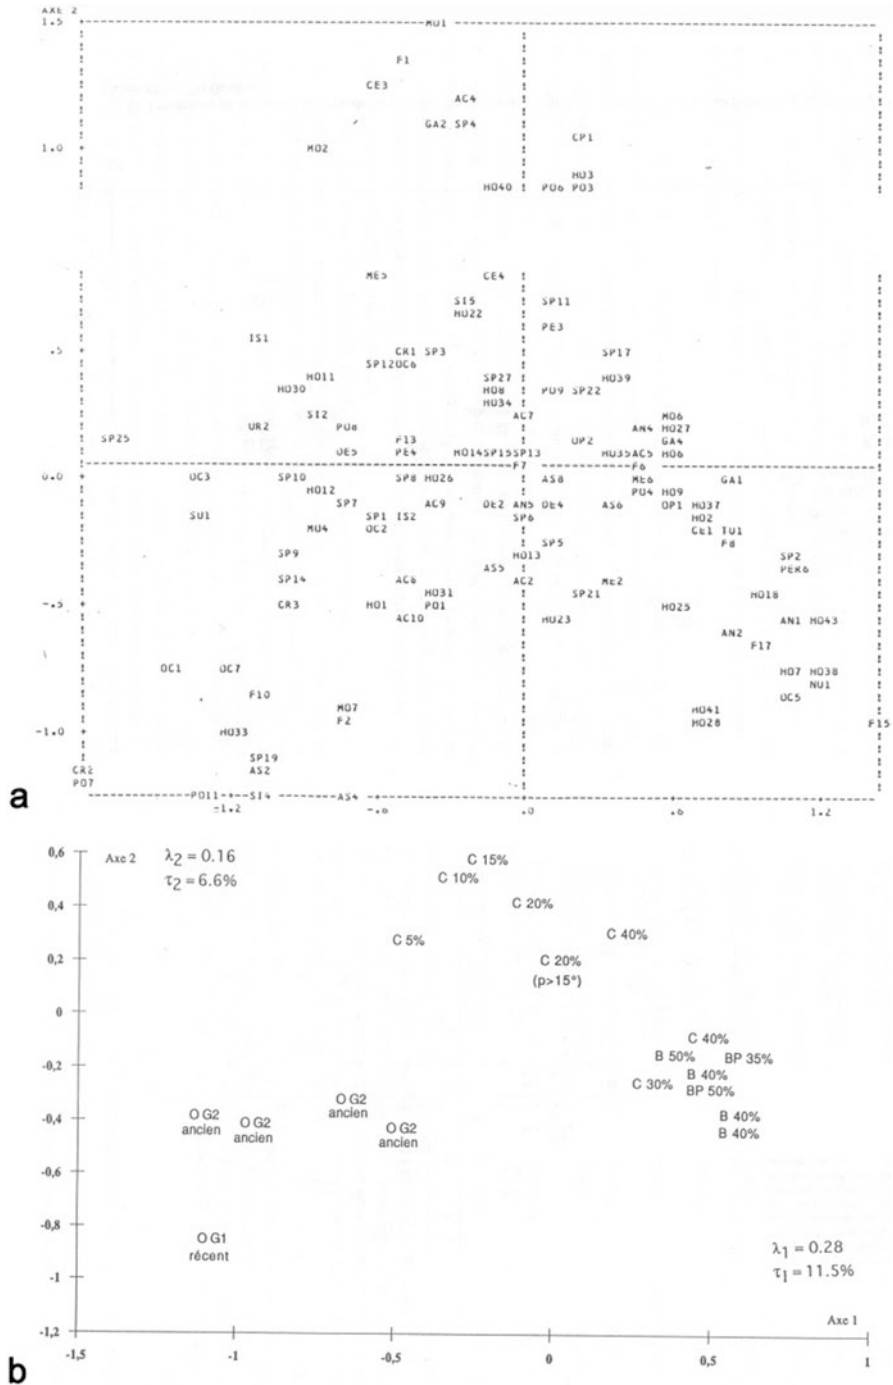 AXE 2
1.5 MO1
F1
CE3
AC4
GA2 SP4
CP1
1.0 MO2
HO3
HO40 PO6 PO3
ME5 CE4
SI5 SP11
HO22
PE3
IS1
.5 CR1 SP3 SP17
SP12OC6
HO11 SP27 HO39
HO30 HO8 PO9 SP22
HO34
SI2 AC7 MO6
UR2 PO8 AN4 HO27
SP25 F13 OP2 GA4
OE5 PE4 HO14SP15SP13 HO35AC5 HO6
F7 F6
0.0 OC3 SP10 SP8 HO26 AS8 ME6 GA1
HO12 PO4 HO9
SP7 AC9 OE2 AN5 OE4 AS6 OP1 HO37
SU1 SP1 IS2 SP6 HO2
MO4 OC2 CE1 TU1
SP5 F8
SP9 HO13 SP2
AS5 PER6
SP14 AC6 AC2 ME2
HO31 SP21 HO18
-.5 CR3 HO1 PO1 HO25
AC10 HO23 AN1 HO43
AN2
F17
OC1 OC7 HO7 HO38
NU1
F10 OC5
MO7 HO41
F2 HO28 F15
-1.0 HO33
SP19
CR2 AS2
PO7
PO11 SI4 AS4
-1.2 -.6 .0 .6 1.2
a
0,6 Axe 2 λ2 = 0.16 C 15%
τ2 = 6.6% C 10%
0,4 C 20%
C 40%
0,2 C 5% C 20%
(p>15°)
0
C 40%
-0,2 B 50% BP 35%
B 40%
C 30% BP 50%
-0,4 O G2 O G2 O G2 O G2 B 40%
ancien ancien ancien ancien B 40%
-0,6
-0,8 O G1
récent λ1 = 0.28
-1 τ1 = 11.5%
-1,2 Axe 1
-1,5 -1 -0,5 0 0,5 1
b